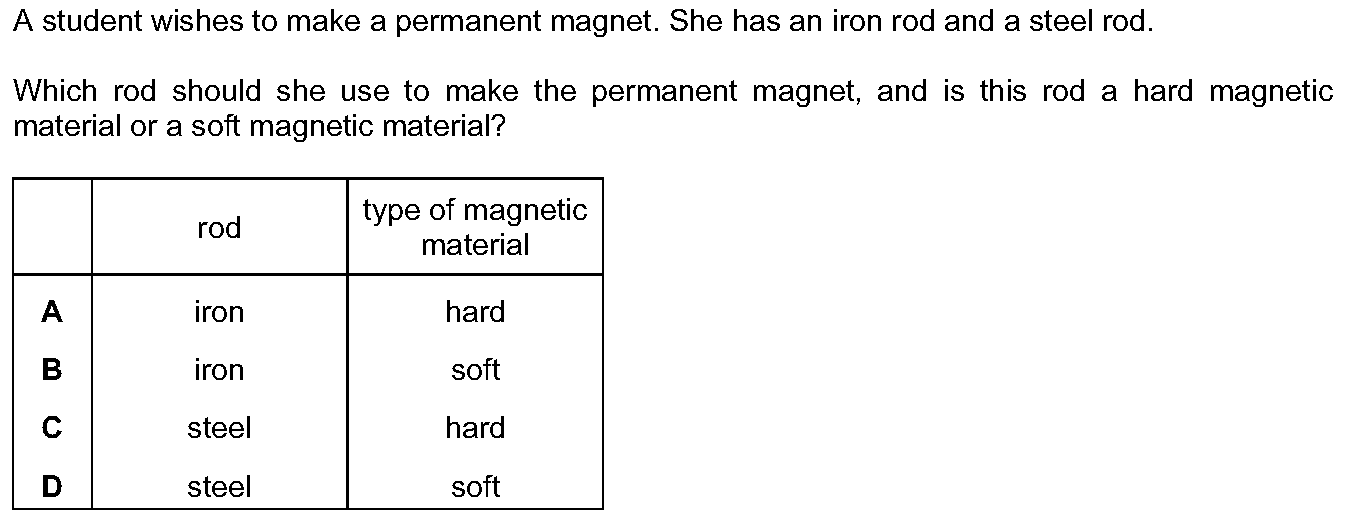 A student wishes to make a permanent magnet. She has an iron rod and a steel rod.
Which rod should she use to make the permanent magnet, and is this rod a hard magnetic
material or a soft magnetic material?
rod
type of magnetic
material
A iron hard
B iron soft
C steel hard
D steel soft